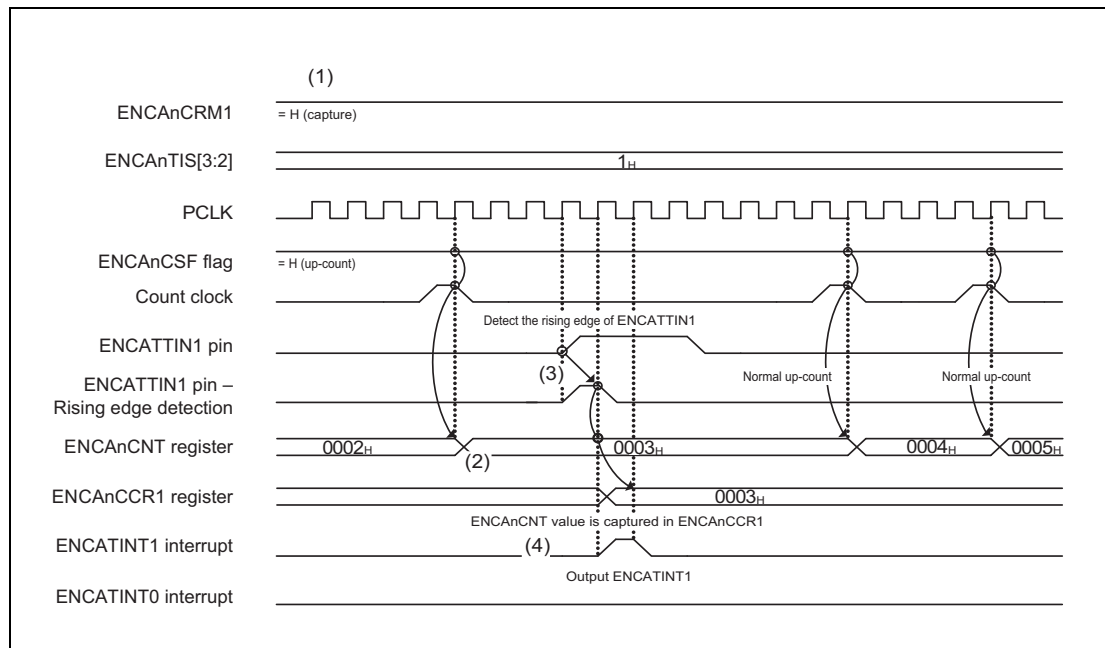 (1)
ENCAnCRM1
= H (capture)
ENCAnTIS[3:2]
1H
PCLK
ENCAnCSF flag
= H (up-count)
Count clock
Detect the rising edge of ENCATTIN1
ENCATTIN1 pin
(3)
Normal up-count
Normal up-count
ENCATTIN1 pin –
Rising edge detection
ENCAnCNT register
0002H
(2)
0003H
0004H
0005H
ENCAnCCR1 register
0003H
ENCAnCNT value is captured in ENCAnCCR1
ENCATINT1 interrupt
(4)
Output ENCATINT1
ENCATINT0 interrupt